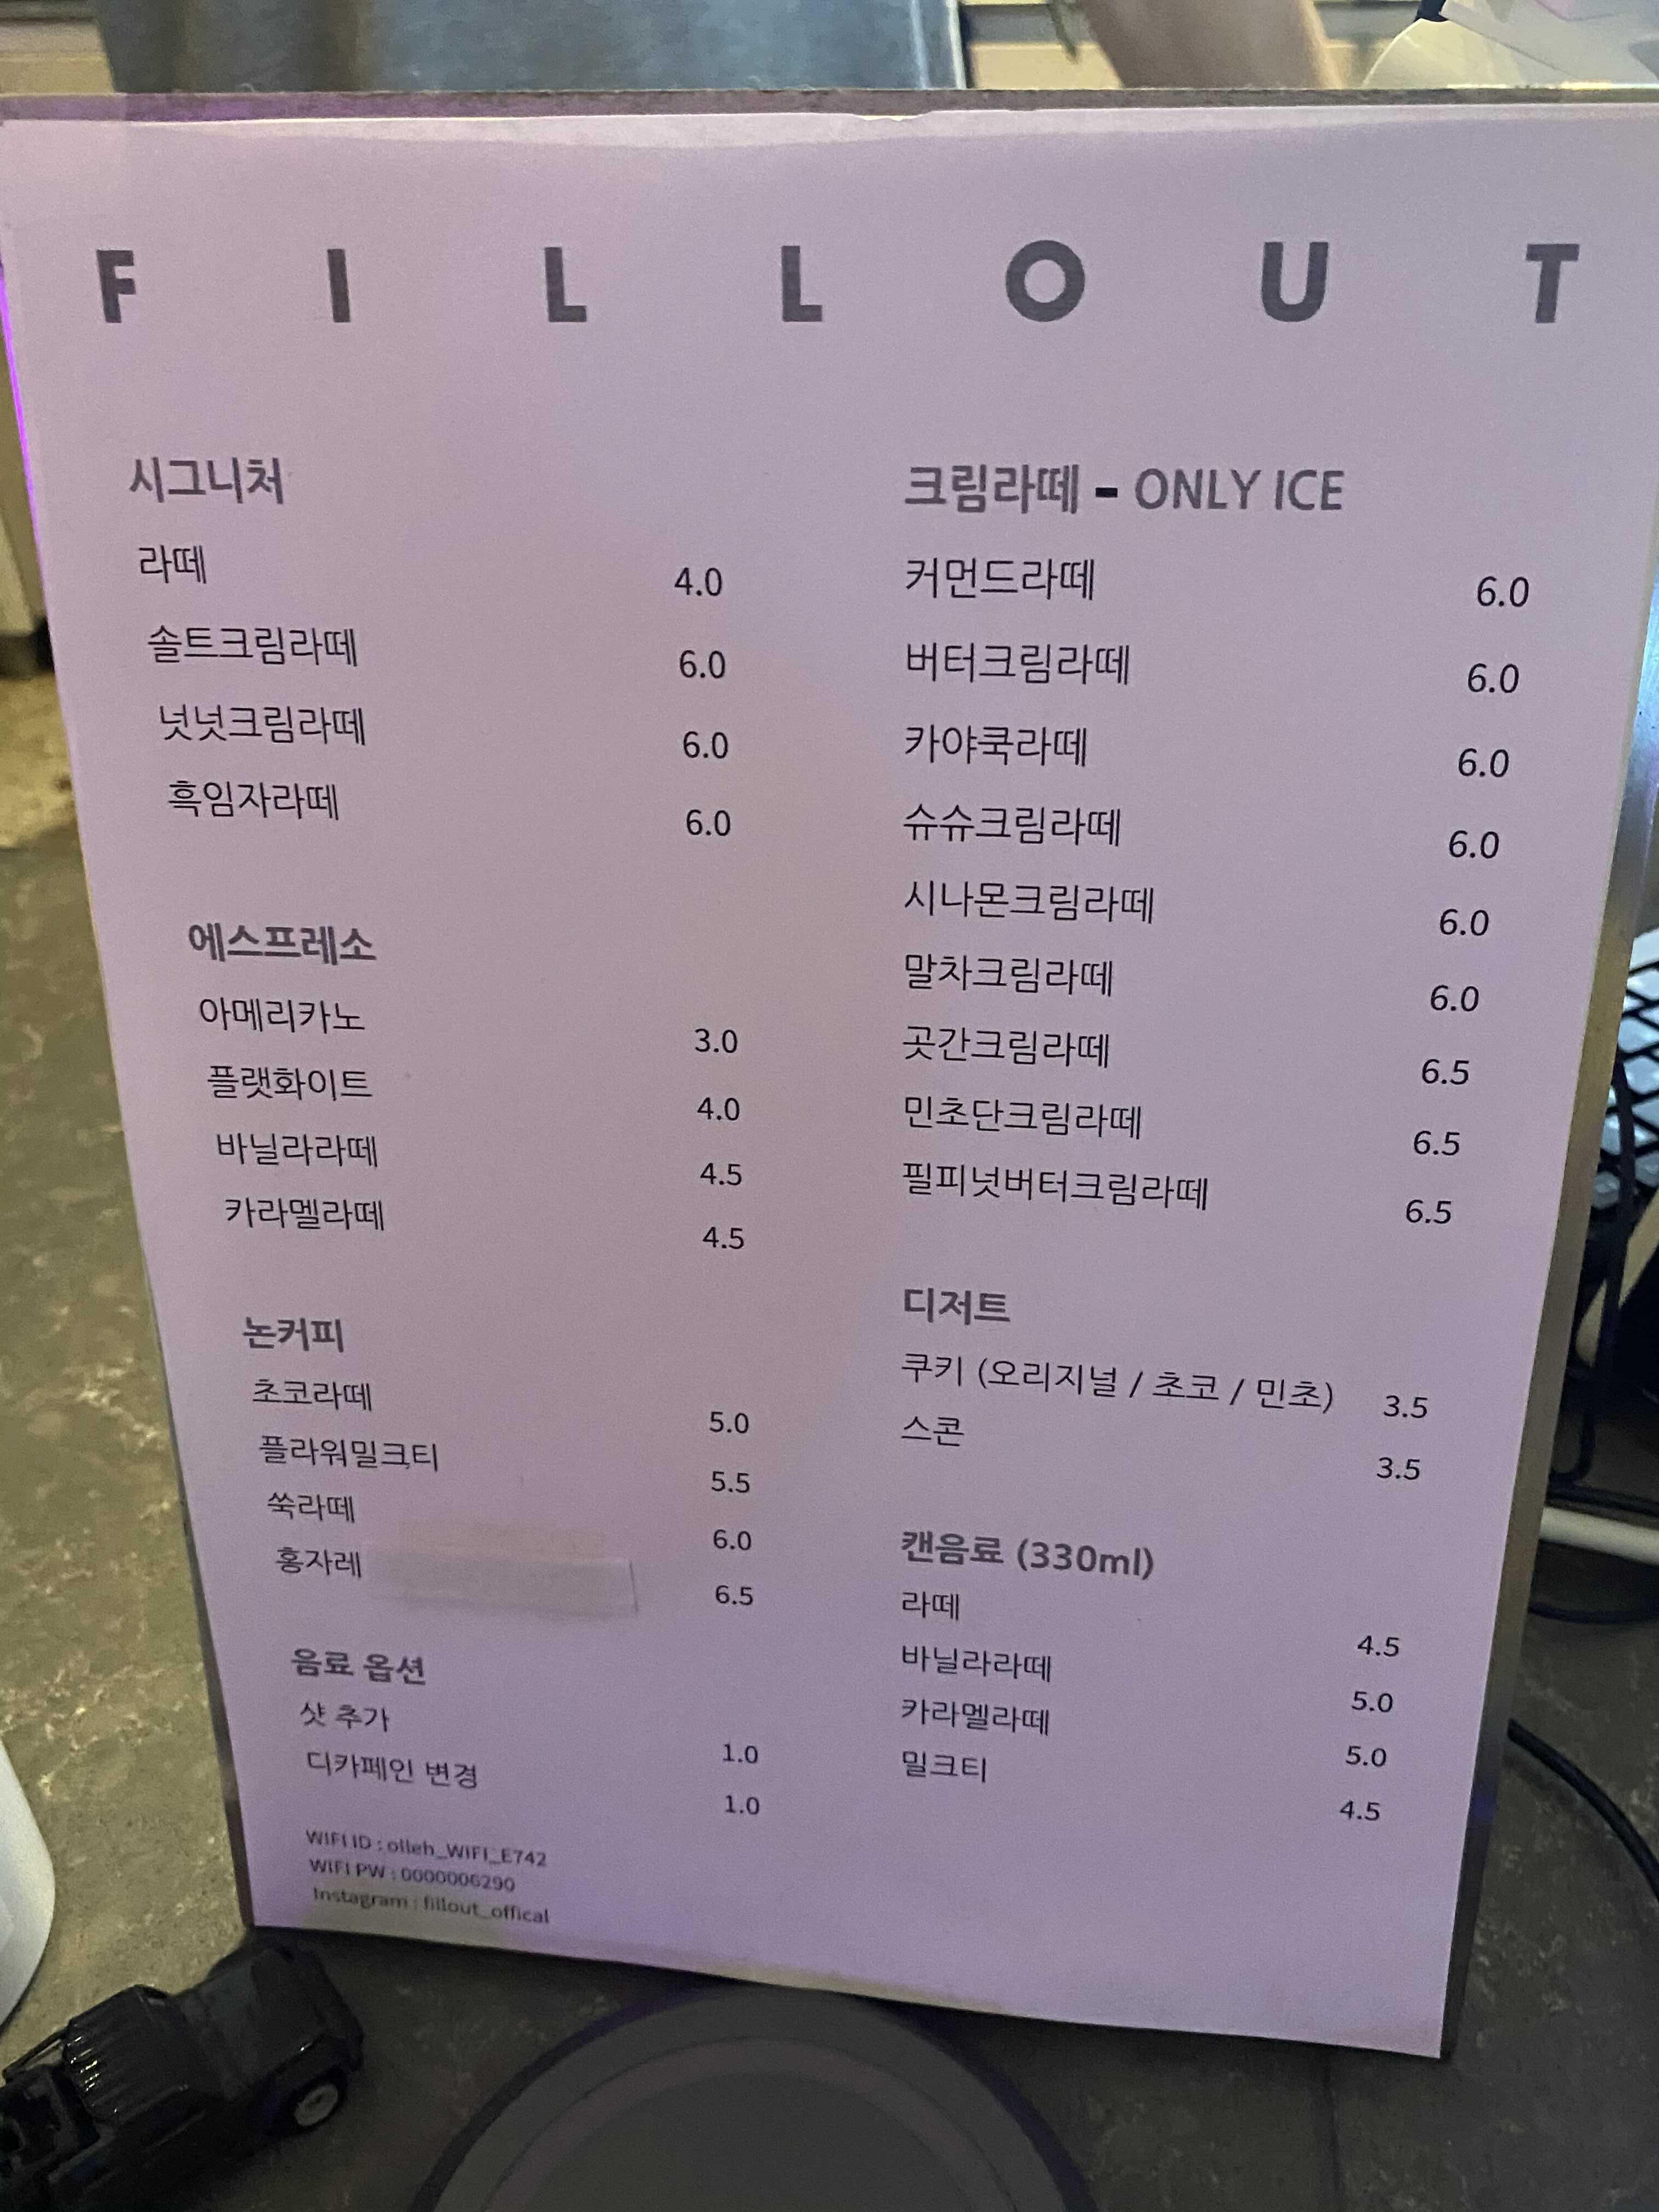 FILLOUT
시그니처
라떼 4.0
솔트크림라떼 6.0
넛넛크림라떼 6.0
흑임자라떼 6.0
에스프레소
아메리카노 3.0
플랫화이트 4.0
바닐라라떼 4.5
카라멜라떼 4.5
논커피
초코라떼 5.0
플라워밀크티 5.5
쑥라떼 6.0
홍자레 6.5
음료 옵션
샷 추가 1.0
디카페인 변경 1.0
WIFI ID : olleh_WIFI_E742
WIFI PW : 0000006290
Instagram : fillout_offical
크림라떼 - ONLY ICE
커먼드라떼 6.0
버터크림라떼 6.0
카야쿡라떼 6.0
슈슈크림라떼 6.0
시나몬크림라떼 6.0
말차크림라떼 6.0
곳간크림라떼 6.5
민초단크림라떼 6.5
필피넛버터크림라떼 6.5
디저트
쿠키 (오리지널 / 초코 / 민초) 3.5
스콘 3.5
캔음료 (330ml)
라떼 4.5
바닐라라떼 5.0
카라멜라떼 5.0
밀크티 4.5